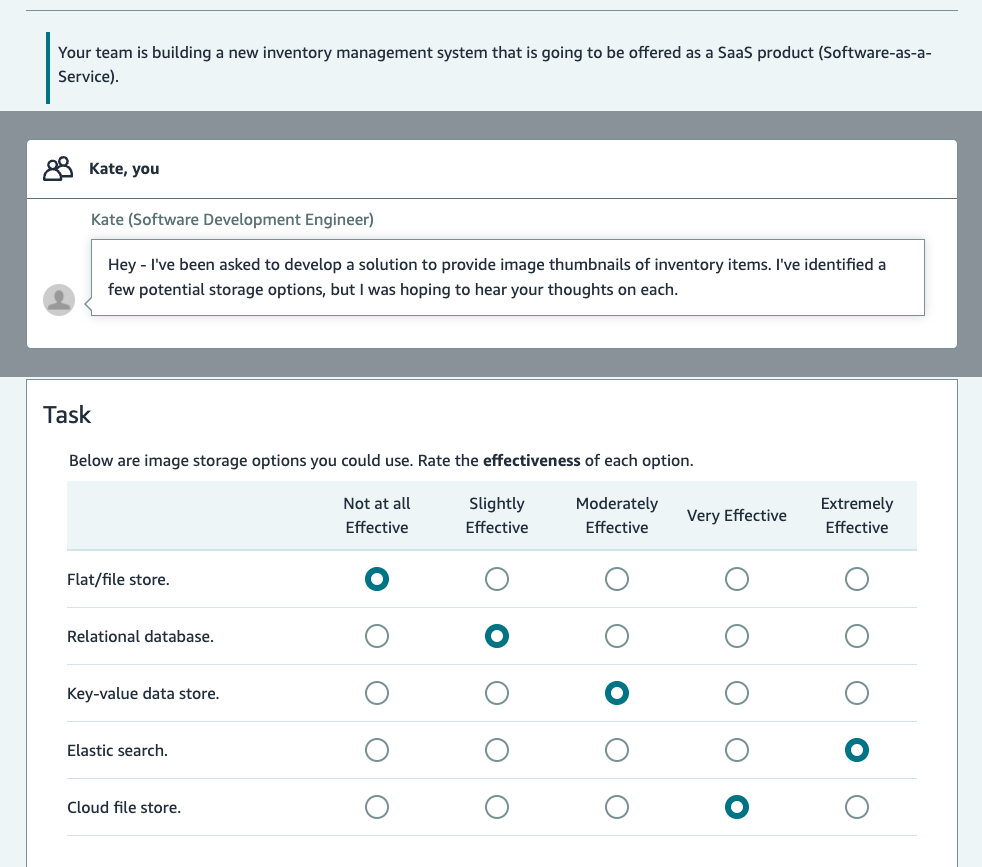 Your team is building a new inventory management system that is going to be offered as a SaaS product (Software-as-a-
Service).
Kate, you
Kate (Software Development Engineer)
Hey - I've been asked to develop a solution to provide image thumbnails of inventory items. I've identified a
few potential storage options, but I was hoping to hear your thoughts on each.
Task
Below are image storage options you could use. Rate the effectiveness of each option.
Not at all Effective
Slightly Effective
Moderately Effective
Very Effective
Extremely Effective
Flat/file store.
Relational database.
Key-value data store.
Elastic search.
Cloud file store.